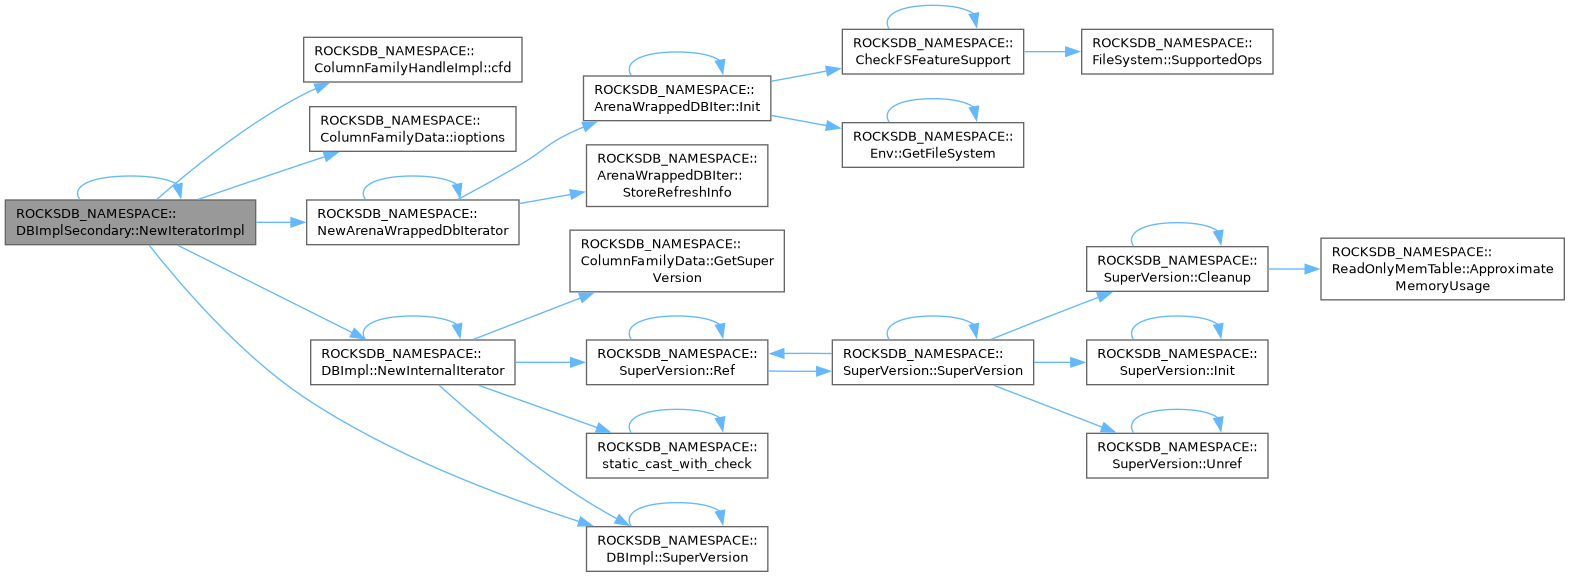 ROCKSDB_NAMESPACE::
DBImplSecondary::NewIteratorImpl
ROCKSDB_NAMESPACE::
ColumnFamilyHandleImpl::cfd
ROCKSDB_NAMESPACE::
ColumnFamilyData::ioptions
ROCKSDB_NAMESPACE::
NewArenaWrappedDbIterator
ROCKSDB_NAMESPACE::
ArenaWrappedDBIter::Init
ROCKSDB_NAMESPACE::
CheckFSFeatureSupport
ROCKSDB_NAMESPACE::
FileSystem::SupportedOps
ROCKSDB_NAMESPACE::
Env::GetFileSystem
ROCKSDB_NAMESPACE::
ArenaWrappedDBIter::
StoreRefreshInfo
ROCKSDB_NAMESPACE::
DBImpl::NewInternalIterator
ROCKSDB_NAMESPACE::
ColumnFamilyData::GetSuper
Version
ROCKSDB_NAMESPACE::
SuperVersion::Ref
ROCKSDB_NAMESPACE::
SuperVersion::SuperVersion
ROCKSDB_NAMESPACE::
SuperVersion::Cleanup
ROCKSDB_NAMESPACE::
ReadOnlyMemTable::Approximate
MemoryUsage
ROCKSDB_NAMESPACE::
SuperVersion::Init
ROCKSDB_NAMESPACE::
SuperVersion::Unref
ROCKSDB_NAMESPACE::
static_cast_with_check
ROCKSDB_NAMESPACE::
DBImpl::SuperVersion